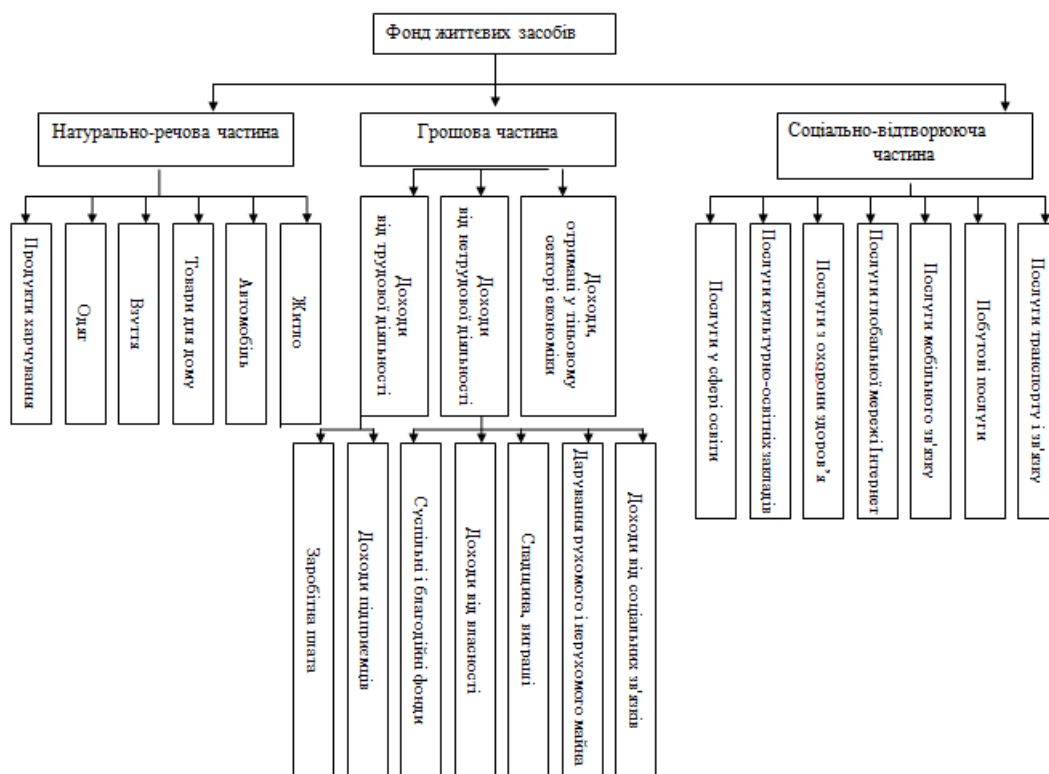 Фонд життєвих засобів
Натурально-речова частина
Грошова частина
Соціально-відтворююча
частина
Продукти харчування
Одяг
Взуття
Товари для дому
Автомобіль
Житло
Доходи
від трудової діяльності
Доходи
від нетрудової діяльності
Доходи,
отримані у тіньовому
секторі економіки
Послуги у сфері освіти
Послуги культурно-освітніх закладів
Послуги з охорони здоров’я
Послуги глобальної мережі Інтернет
Послуги мобільного зв'язку
Побутові послуги
Послуги транспорту і зв'язку
Заробітна плата
Доходи підприємців
Суспільні і благодійні фонди
Доходи від власності
Спадщина, виграші
Дарування рухомого і нерухомого майна
Доходи від соціальних зв'язків